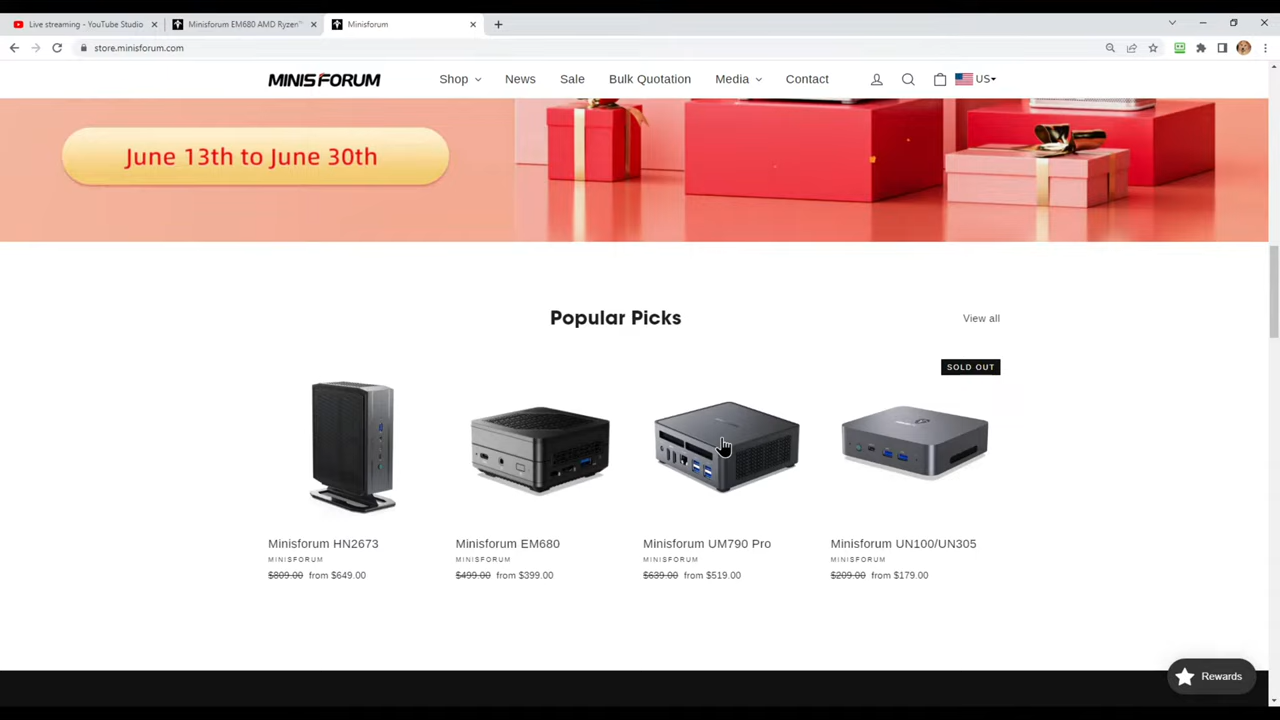 Live streaming - YouTube Studio
Minisforum EM680 AMD Ryzen™
Minisforum
store.minisforum.com
MINISFORUM
Shop
News
Sale
Bulk Quotation
Media
Contact
US
June 13th to June 30th
Popular Picks
View all
SOLD OUT
Minisforum HN2673
MINISFORUM
$809.00 from $649.00
Minisforum EM680
MINISFORUM
$499.00 from $399.00
Minisforum UM790 Pro
MINISFORUM
$639.00 from $519.00
Minisforum UN100/UN305
MINISFORUM
$209.00 from $179.00
Rewards